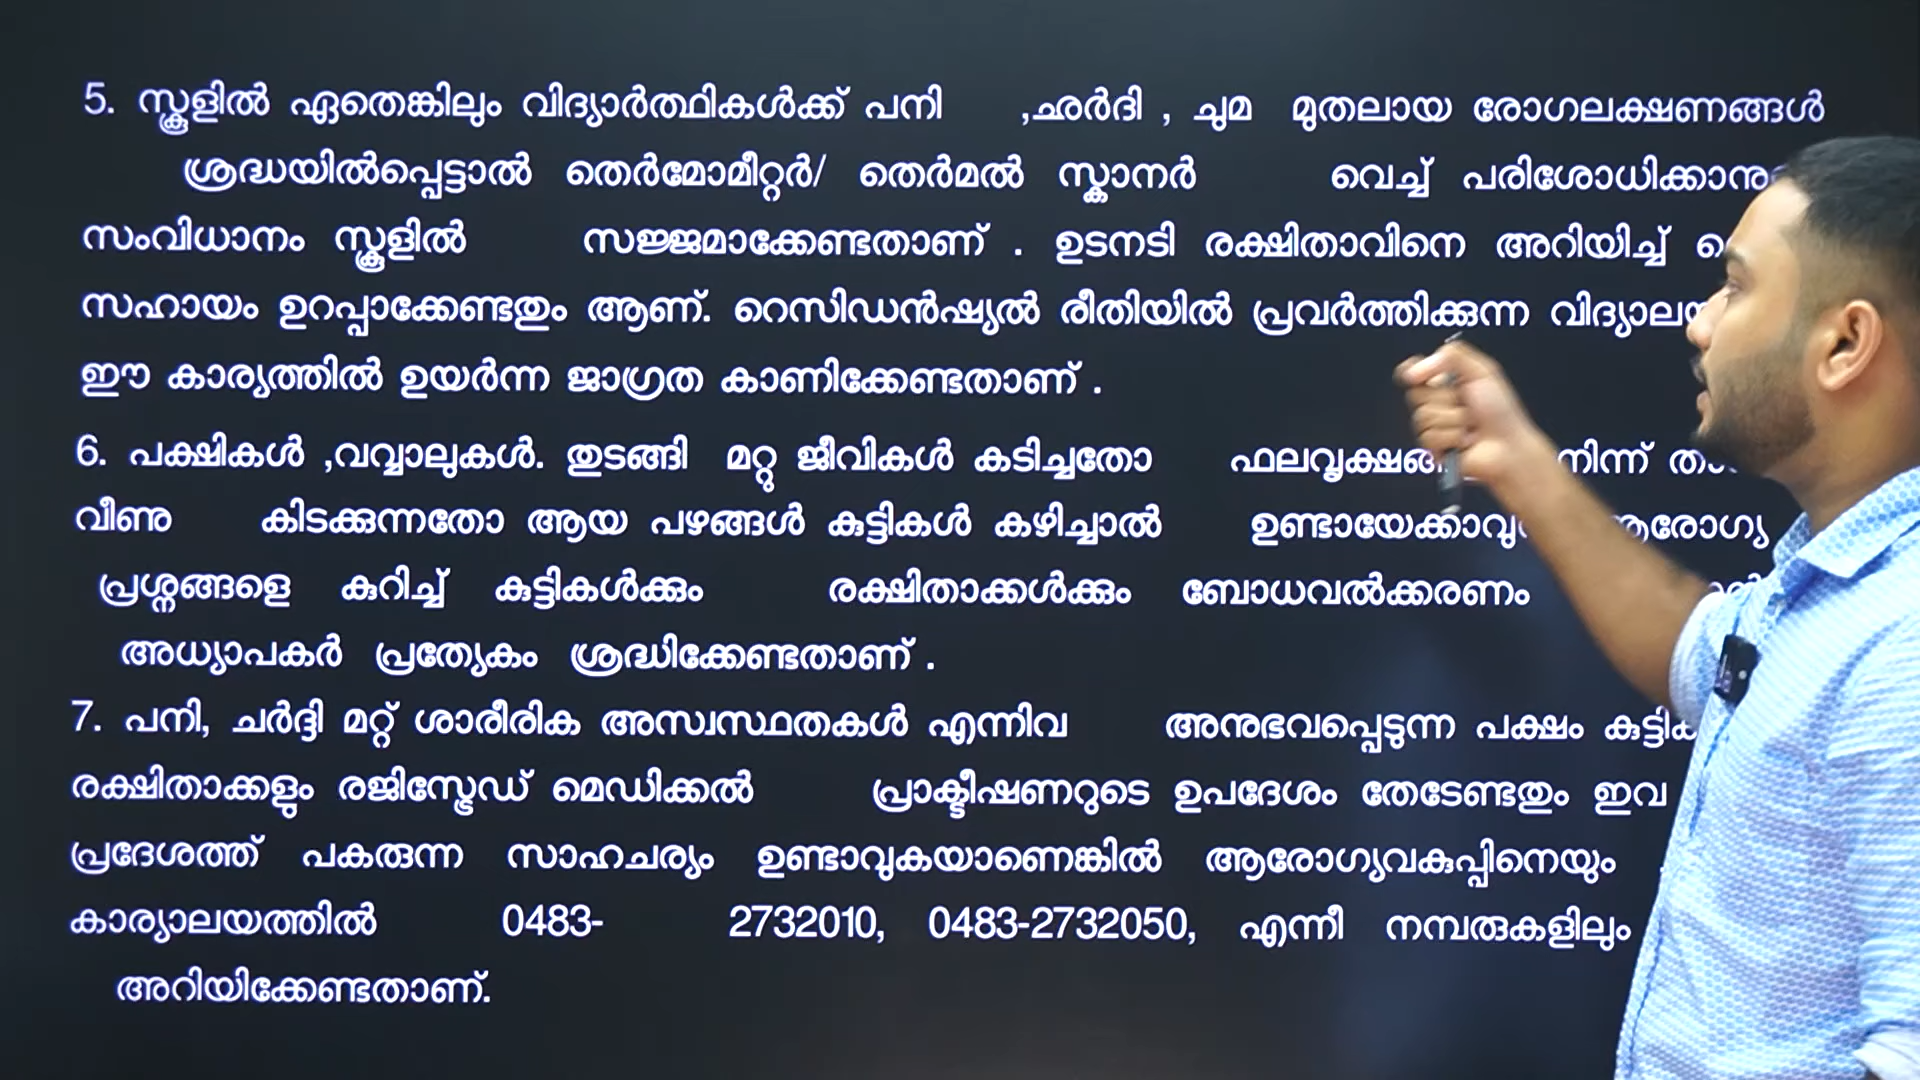 5. സ്കൂളിൽ ഏതെങ്കിലും വിദ്യാർത്ഥികൾക്ക് പനി ,ഛർദി , ചുമ മുതലായ രോഗലക്ഷണങ്ങൾ
ശ്രദ്ധയിൽപ്പെട്ടാൽ തെർമോമീറ്റർ/ തെർമൽ സ്കാനർ വെച്ച്
സംവിധാനം സ്കൂളിൽ സജ്ജമാക്കേണ്ടതാണ് . ഉടനടി രക്ഷിതാവിനെ അറിയിച്ച്
സഹായം ഉറപ്പാക്കേണ്ടതും ആണ്. റെസിഡൻഷ്യൽ രീതിയിൽ പ്രവർത്തിക്കുന്ന
ഈ കാര്യത്തിൽ ഉയർന്ന ജാഗ്രത കാണിക്കേണ്ടതാണ് .
6. പക്ഷികൾ ,വവ്വാലുകൾ. തുടങ്ങി മറ്റു ജീവികൾ കടിച്ചതോ നിന്ന്
വീണു കിടക്കുന്നതോ ആയ പഴങ്ങൾ കുട്ടികൾ കഴിച്ചാൽ
പ്രശ്നങ്ങളെ കുറിച്ച് കുട്ടികൾക്കും രക്ഷിതാക്കൾക്കും ബോധവൽക്കരണം
അധ്യാപകർ പ്രത്യേകം ശ്രദ്ധിക്കേണ്ടതാണ് .
7. പനി, ചർദ്ദി മറ്റ് ശാരീരിക അസ്വസ്ഥതകൾ എന്നിവ അനുഭവപ്പെടുന്ന പക്ഷം
രക്ഷിതാക്കളും രജിസ്ട്രേഡ് മെഡിക്കൽ പ്രാക്ടീഷണറുടെ ഉപദേശം തേടേണ്ടതും ഇവ
പ്രദേശത്ത് പകരുന്ന സാഹചര്യം ഉണ്ടാവുകയാണെങ്കിൽ ആരോഗ്യവകുപ്പിനെയും
കാര്യാലയത്തിൽ 0483- 2732010, 0483-2732050, എന്നീ നമ്പരുകളിലും
അറിയിക്കേണ്ടതാണ്.